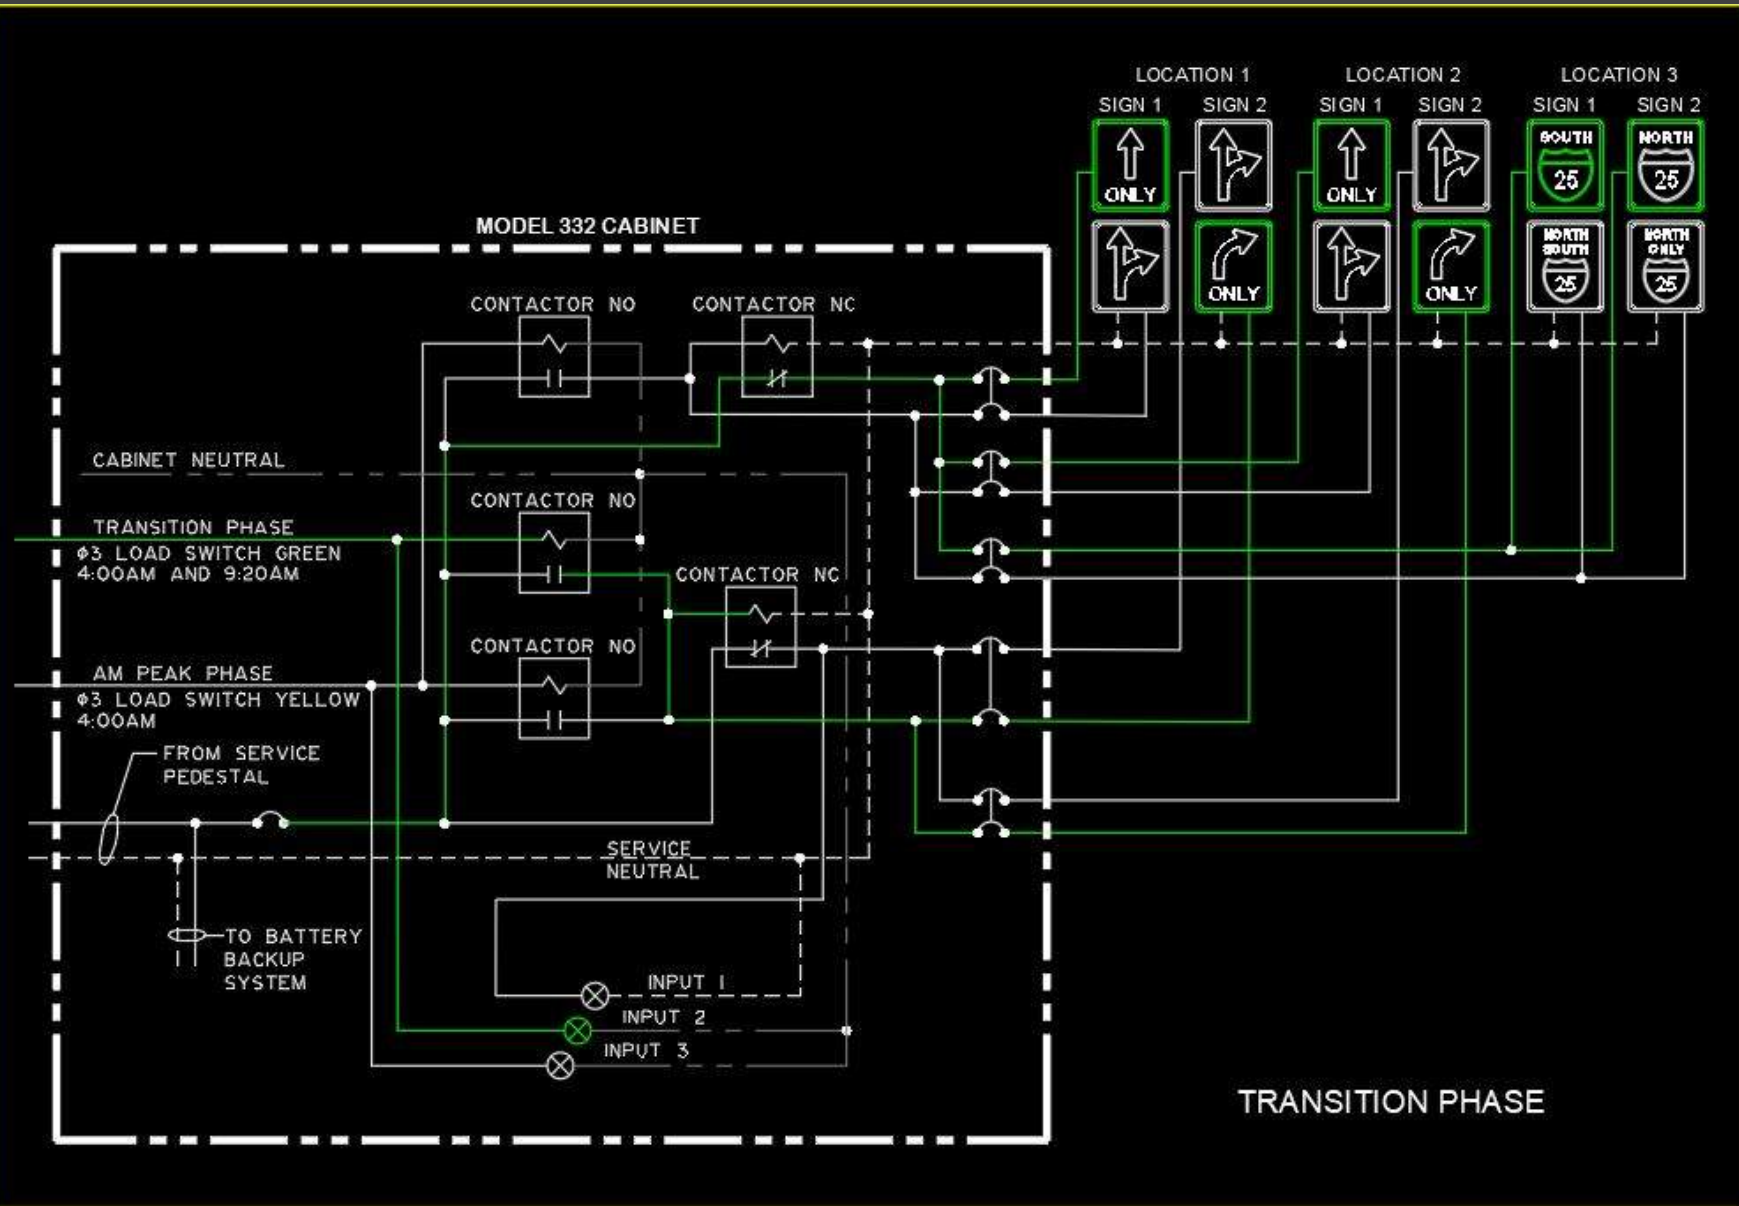 LOCATION 1
LOCATION 2
LOCATION 3
SIGN 1
SIGN 2
SIGN 1
SIGN 2
SIGN 1
SIGN 2
ONLY
ONLY
SOUTH
25
NORTH
25
ONLY
ONLY
NORTH
SOUTH
25
NORTH
ONLY
25
MODEL 332 CABINET
CONTACTOR NO
CONTACTOR NC
CABINET NEUTRAL
CONTACTOR NO
TRANSITION PHASE
φ3 LOAD SWITCH GREEN
4:00AM AND 9:20AM
CONTACTOR NC
CONTACTOR NO
AM PEAK PHASE
φ3 LOAD SWITCH YELLOW
4:00AM
FROM SERVICE
PEDESTAL
SERVICE
NEUTRAL
TO BATTERY
BACKUP
SYSTEM
INPUT 1
INPUT 2
INPUT 3
TRANSITION PHASE